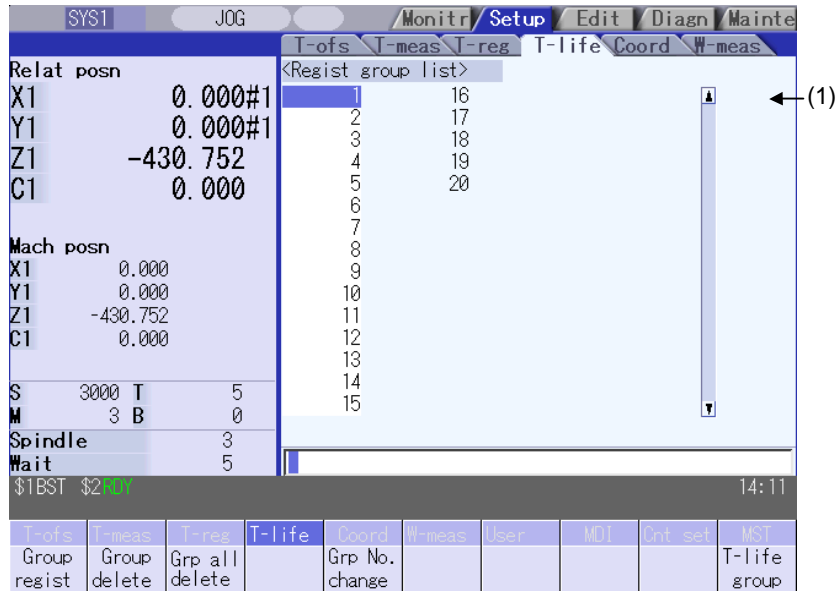 SYS1 JOG Monitr Setup Edit Diagn Mainte
T-ofs T-meas T-reg T-life Coord W-meas
Relat posn <Regist group list>
X1 0.000#1 1 16 (1)
Y1 0.000#1 2 17
3 18
Z1 -430.752 4 19
C1 0.000 5 20
6
7
Mach posn 8
X1 0.000 9
Y1 0.000 10
Z1 -430.752 11
C1 0.000 12
13
14
S 3000 T 5 15
M 3 B 0
Spindle 3
Wait 5
$1BST $2RDY 14:11
T-ofs T-meas T-reg T-life Coord W-meas User MDI Cnt set MST
Group Group Grp all Grp No. T-life
regist delete delete change group